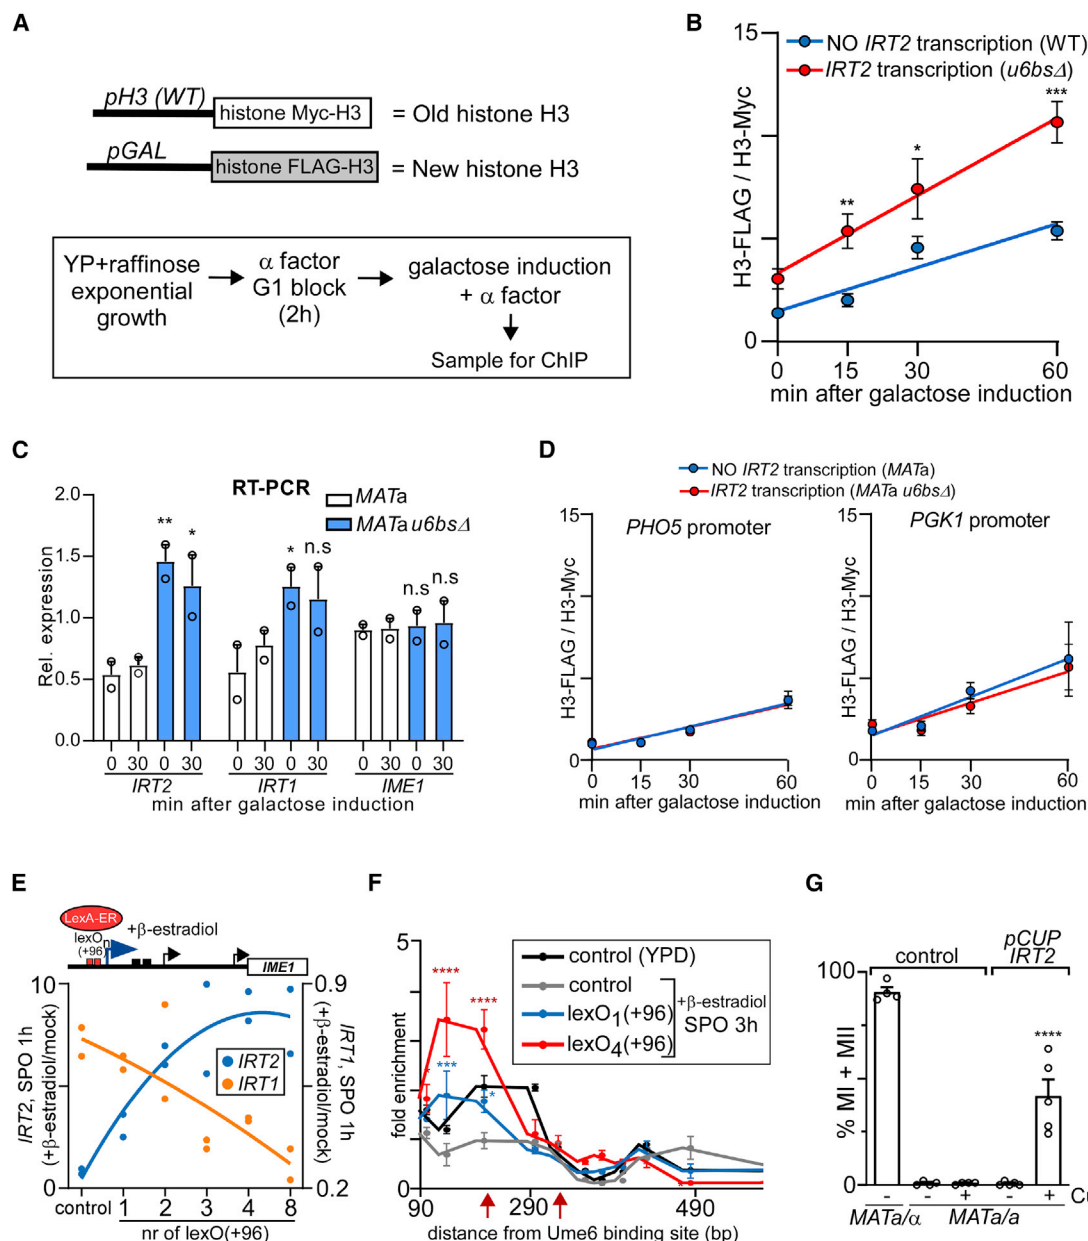 A
pH3 (WT)
histone Myc-H3
= Old histone H3
pGAL
histone FLAG-H3
= New histone H3
YP+raffinose
exponential
growth
α factor
G1 block
(2h)
galactose induction
+ α factor
Sample for ChIP
B
NO IRT2 transcription (WT)
IRT2 transcription (u6bsΔ)
H3-FLAG / H3-Myc
15
0
**
*
***
0 15 30 60
min after galactose induction
C
RT-PCR
MATa
MATa u6bsΔ
Rel. expression
2.0
1.5
1.0
0.5
0.0
** * * n.s n.s n.s
0 30 0 30 0 30 0 30 0 30 0 30
IRT2 IRT1 IME1
min after galactose induction
D
NO IRT2 transcription (MATa)
IRT2 transcription (MATa u6bsΔ)
PHO5 promoter
H3-FLAG / H3-Myc
15
0
0 15 30 60
min after galactose induction
PGK1 promoter
H3-FLAG / H3-Myc
15
0
0 15 30 60
min after galactose induction
E
LexA-ER
lexO
(+96)
n
+β-estradiol
IME1
IRT2, SPO 1h
(+β-estradiol/mock)
10
5
0
IRT2
IRT1
0.9
0.2
IRT1, SPO 1h
(+β-estradiol/mock)
control 1 2 3 4 8
nr of lexO(+96)
F
fold enrichment
5
0
control (YPD)
control
lexO1(+96)
lexO4(+96)
+β-estradiol
SPO 3h
****
****
***
*
90 290 490
distance from Ume6 binding site (bp)
G
control
pCUP
IRT2
% MI + MII
100
50
0
****
- - + - + Cu
MATa/α MATa/a